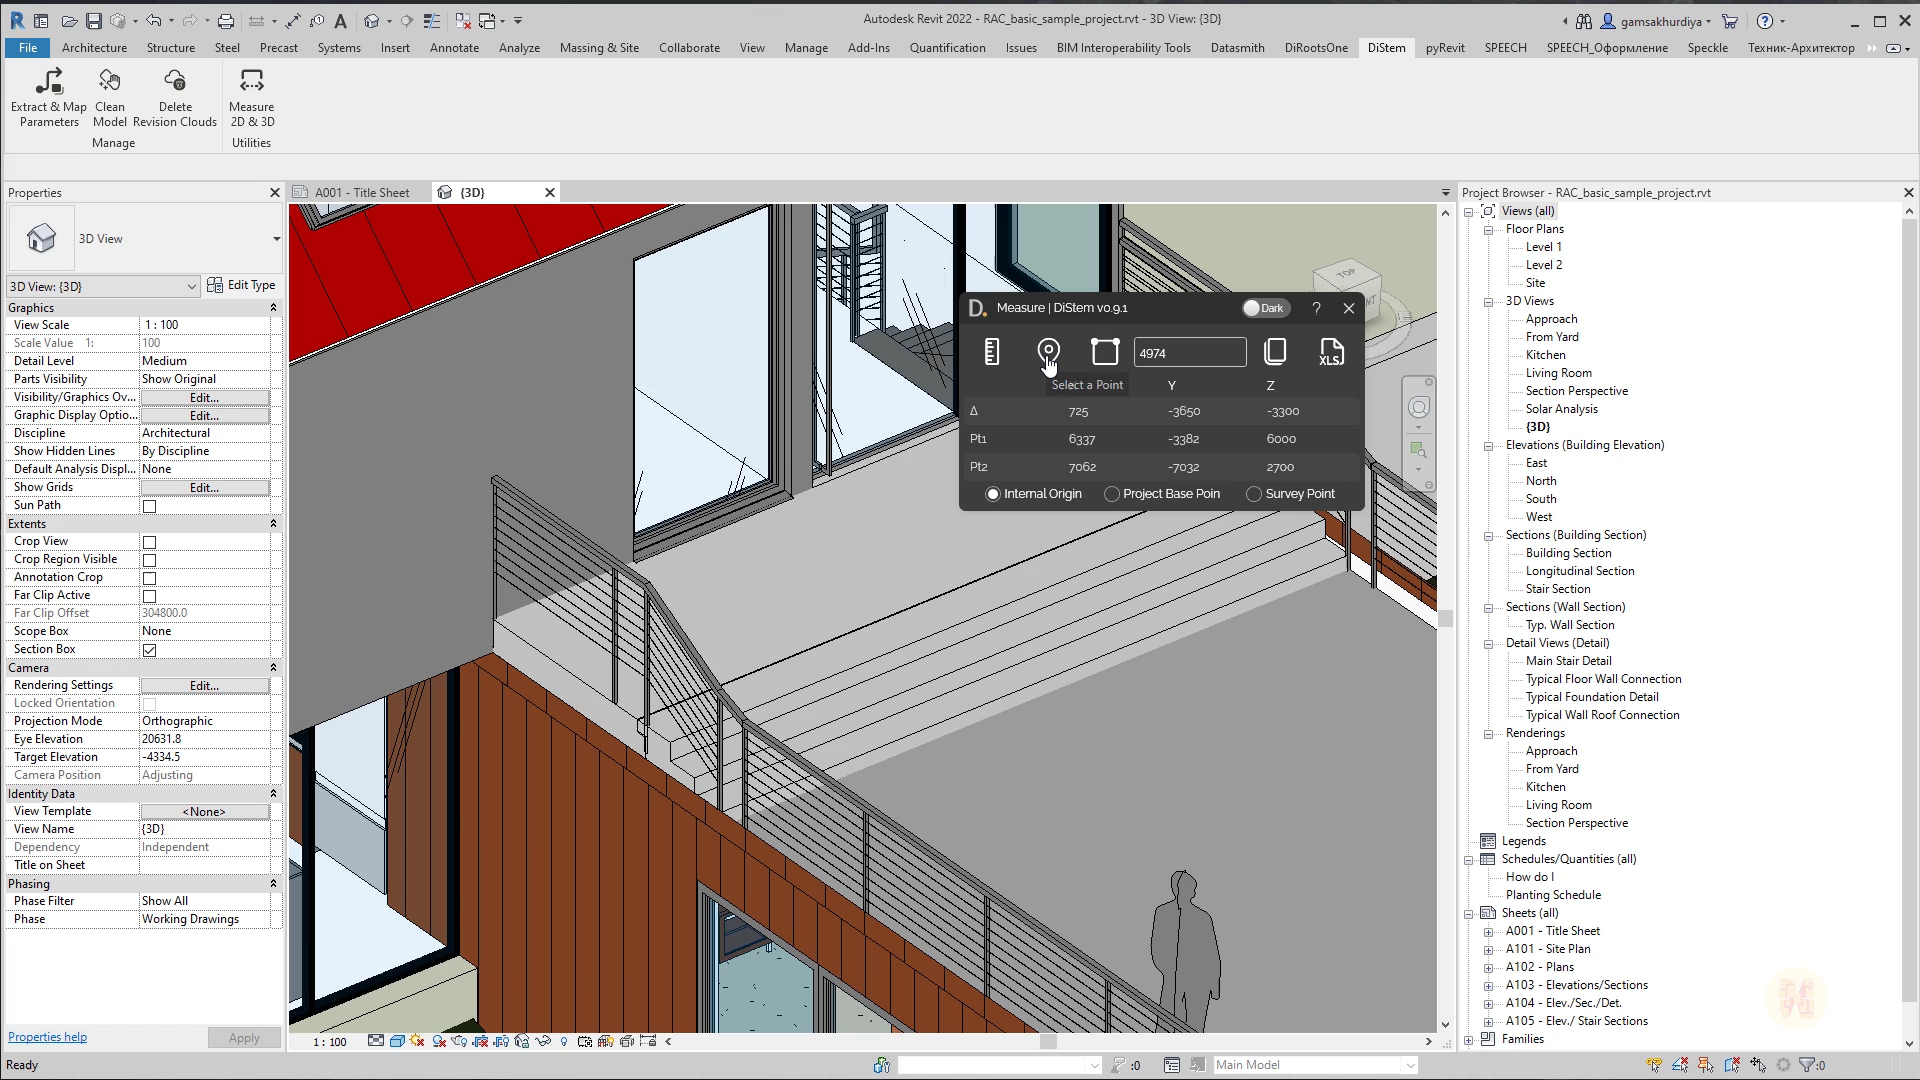 Autodesk Revit 2022 - RAC_basic_sample_project.rvt - 3D View: {3D}
gamsakhurdiya
File Architecture Structure Steel Precast Systems Insert Annotate Analyze Massing & Site Collaborate View Manage Add-Ins Quantification Issues BIM Interoperability Tools Datasmith DiRootsOne DiStem pyRevit SPEECH SPEECH_Оформление Speckle Техник-Архитектор
Extract & Map Parameters
Clean Model
Delete Revision Clouds
Measure 2D & 3D
Manage
Utilities
Properties
A001 - Title Sheet
{3D}
Project Browser - RAC_basic_sample_project.rvt
3D View
3D View: {3D}
Edit Type
Graphics
View Scale 1 : 100
Scale Value 1: 100
Detail Level Medium
Parts Visibility Show Original
Visibility/Graphics Ov... Edit...
Graphic Display Optio... Edit...
Discipline Architectural
Show Hidden Lines By Discipline
Default Analysis Displ... None
Show Grids Edit...
Sun Path
Extents
Crop View
Crop Region Visible
Annotation Crop
Far Clip Active
Far Clip Offset 304800.0
Scope Box None
Section Box
Camera
Rendering Settings Edit...
Locked Orientation
Projection Mode Orthographic
Eye Elevation 20631.8
Target Elevation -4334.5
Camera Position Adjusting
Identity Data
View Template <None>
View Name {3D}
Dependency Independent
Title on Sheet
Phasing
Phase Filter Show All
Phase Working Drawings
Properties help
Apply
TOP
D. Measure | DiStem v0.9.1 Dark ?
4974
XLS
Select a Point Y Z
Δ 725 -3650 -3300
Pt1 6337 -3382 6000
Pt2 7062 -7032 2700
Internal Origin Project Base Poin Survey Point
Views (all)
Floor Plans
Level 1
Level 2
Site
3D Views
Approach
From Yard
Kitchen
Living Room
Section Perspective
Solar Analysis
{3D}
Elevations (Building Elevation)
East
North
South
West
Sections (Building Section)
Building Section
Longitudinal Section
Stair Section
Sections (Wall Section)
Typ. Wall Section
Detail Views (Detail)
Main Stair Detail
Typical Floor Wall Connection
Typical Foundation Detail
Typical Wall Roof Connection
Renderings
Approach
From Yard
Kitchen
Living Room
Section Perspective
Legends
Schedules/Quantities (all)
How do I
Planting Schedule
Sheets (all)
A001 - Title Sheet
A101 - Site Plan
A102 - Plans
A103 - Elevations/Sections
A104 - Elev./Sec./Det.
A105 - Elev./ Stair Sections
Families
1 : 100
Ready
:0
Main Model
:0